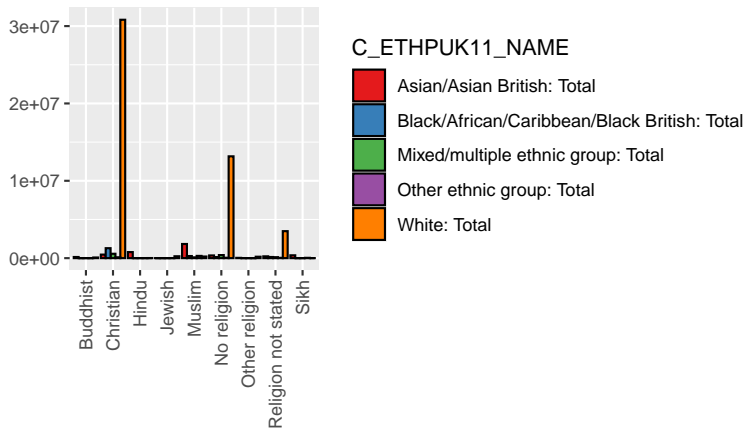 3e+07
2e+07
1e+07
0e+00
Buddhist
Christian
Hindu
Jewish
Muslim
No religion
Other religion
Religion not stated
Sikh
C_ETHPUK11_NAME
Asian/Asian British: Total
Black/African/Caribbean/Black British: Total
Mixed/multiple ethnic group: Total
Other ethnic group: Total
White: Total